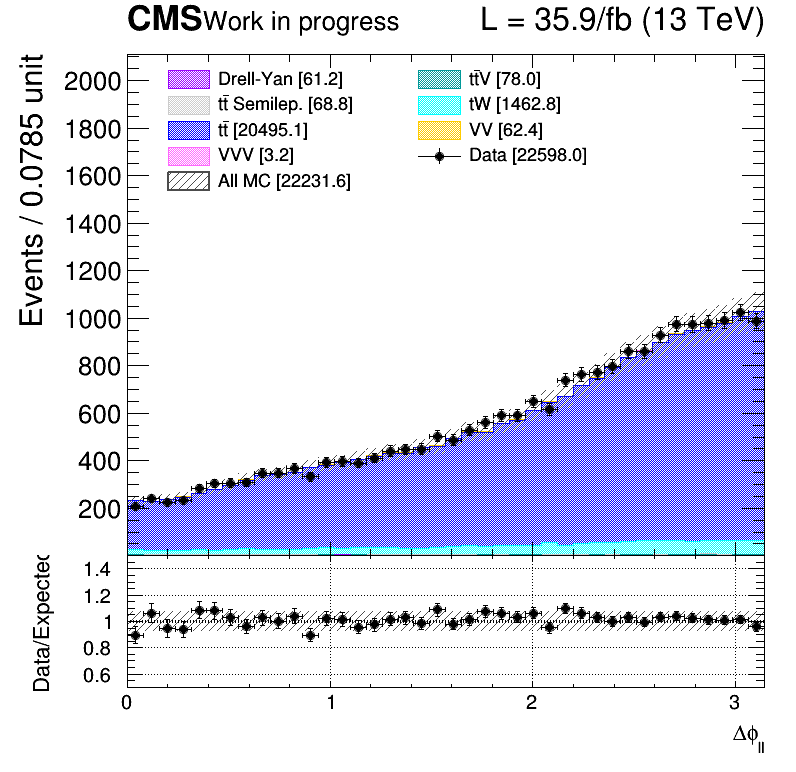 CMS Work in progress L = 35.9/fb (13 TeV)
Events / 0.0785 unit
2000
1800
1600
1400
1200
1000
800
600
400
200
Drell-Yan [61.2]
tt̄ Semilep. [68.8]
tt̄ [20495.1]
VVV [3.2]
All MC [22231.6]
tt̄V [78.0]
tW [1462.8]
VV [62.4]
Data [22598.0]
Data/Expected
1.4
1.2
1
0.8
0.6
0 1 2 3
Δϕ_ll